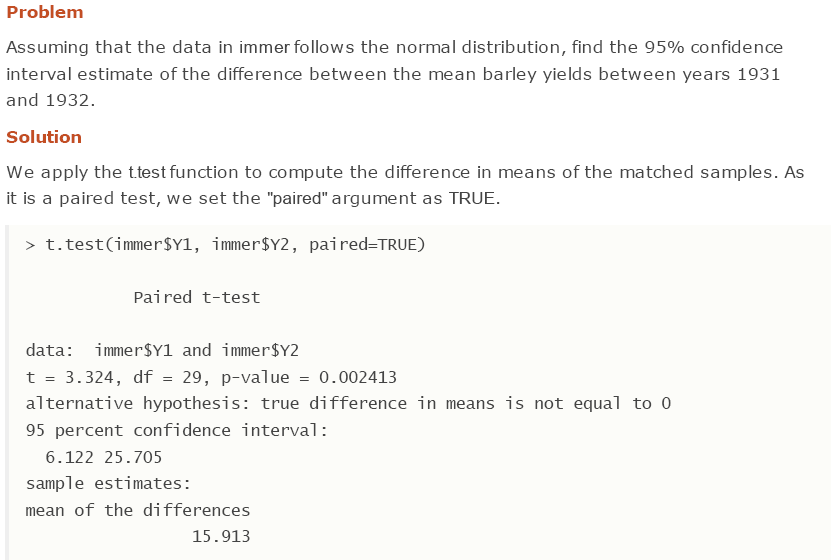 Problem
Assuming that the data in immer follows the normal distribution, find the 95% confidence
interval estimate of the difference between the mean barley yields between years 1931
and 1932.
Solution
We apply the t.test function to compute the difference in means of the matched samples. As
it is a paired test, we set the "paired" argument as TRUE.
> t.test(immer$Y1, immer$Y2, paired=TRUE)
Paired t-test
data:  immer$Y1 and immer$Y2
t = 3.324, df = 29, p-value = 0.002413
alternative hypothesis: true difference in means is not equal to 0
95 percent confidence interval:
6.122 25.705
sample estimates:
mean of the differences
15.913